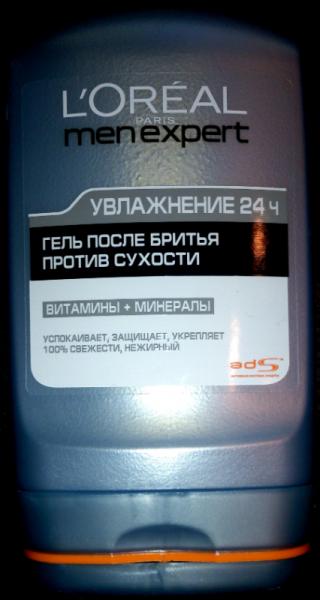 L'ORÉAL
PARIS
men expert
УВЛАЖНЕНИЕ 24 Ч
ГЕЛЬ ПОСЛЕ БРИТЬЯ
ПРОТИВ СУХОСТИ
ВИТАМИНЫ + МИНЕРАЛЫ
УСПОКАИВАЕТ, ЗАЩИЩАЕТ, УКРЕПЛЯЕТ
100% СВЕЖЕСТИ, НЕЖИРНЫЙ
adS